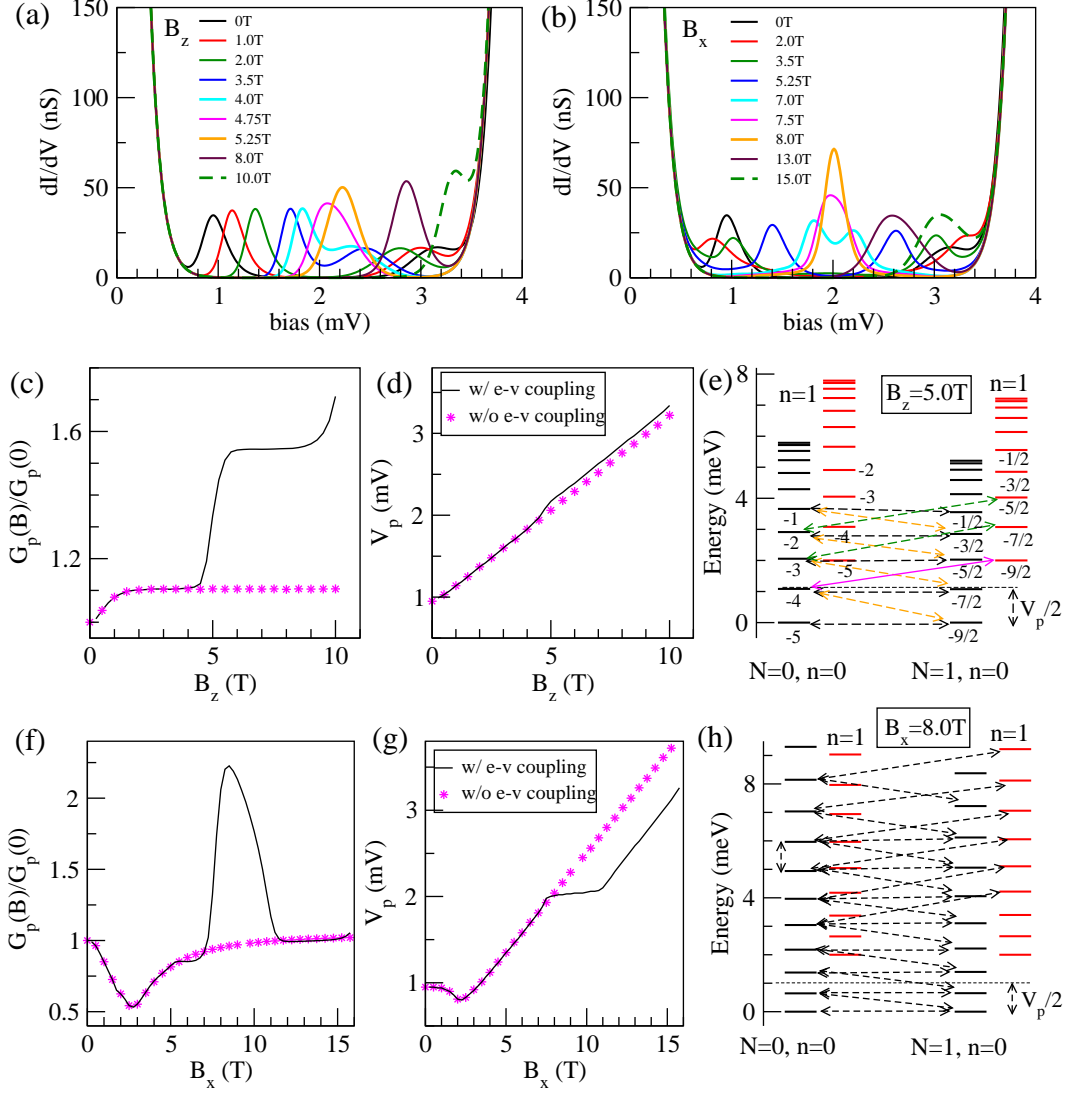 (a)
B_z
0T
1.0T
2.0T
3.5T
4.0T
4.75T
5.25T
8.0T
10.0T
150
100
50
0
dI/dV (nS)
0 1 2 3 4
bias (mV)
(b)
B_x
0T
2.0T
3.5T
5.25T
7.0T
7.5T
8.0T
13.0T
15.0T
150
100
50
0
dI/dV (nS)
0 1 2 3 4
bias (mV)
(c)
1.6
1.1
G_p(B)/G_p(0)
0 5 10
B_z (T)
(d)
w/ e-v coupling
w/o e-v coupling
3
2
1
V_p (mV)
0 5 10
B_z (T)
(e)
B_z=5.0T
n=1
n=1
8
4
0
Energy (meV)
-2
-3
-4
-5
-1
-2
-3
-4
-5
-1/2
-3/2
-5/2
-7/2
-9/2
-1/2
-3/2
-5/2
-7/2
-9/2
V_p/2
N=0, n=0
N=1, n=0
(f)
2
1.5
1
0.5
G_p(B)/G_p(0)
0 5 10 15
B_x (T)
(g)
w/ e-v coupling
w/o e-v coupling
3
2
1
V_p (mV)
0 5 10 15
B_x (T)
(h)
B_x=8.0T
n=1
n=1
8
4
0
Energy (meV)
V_p/2
N=0, n=0
N=1, n=0